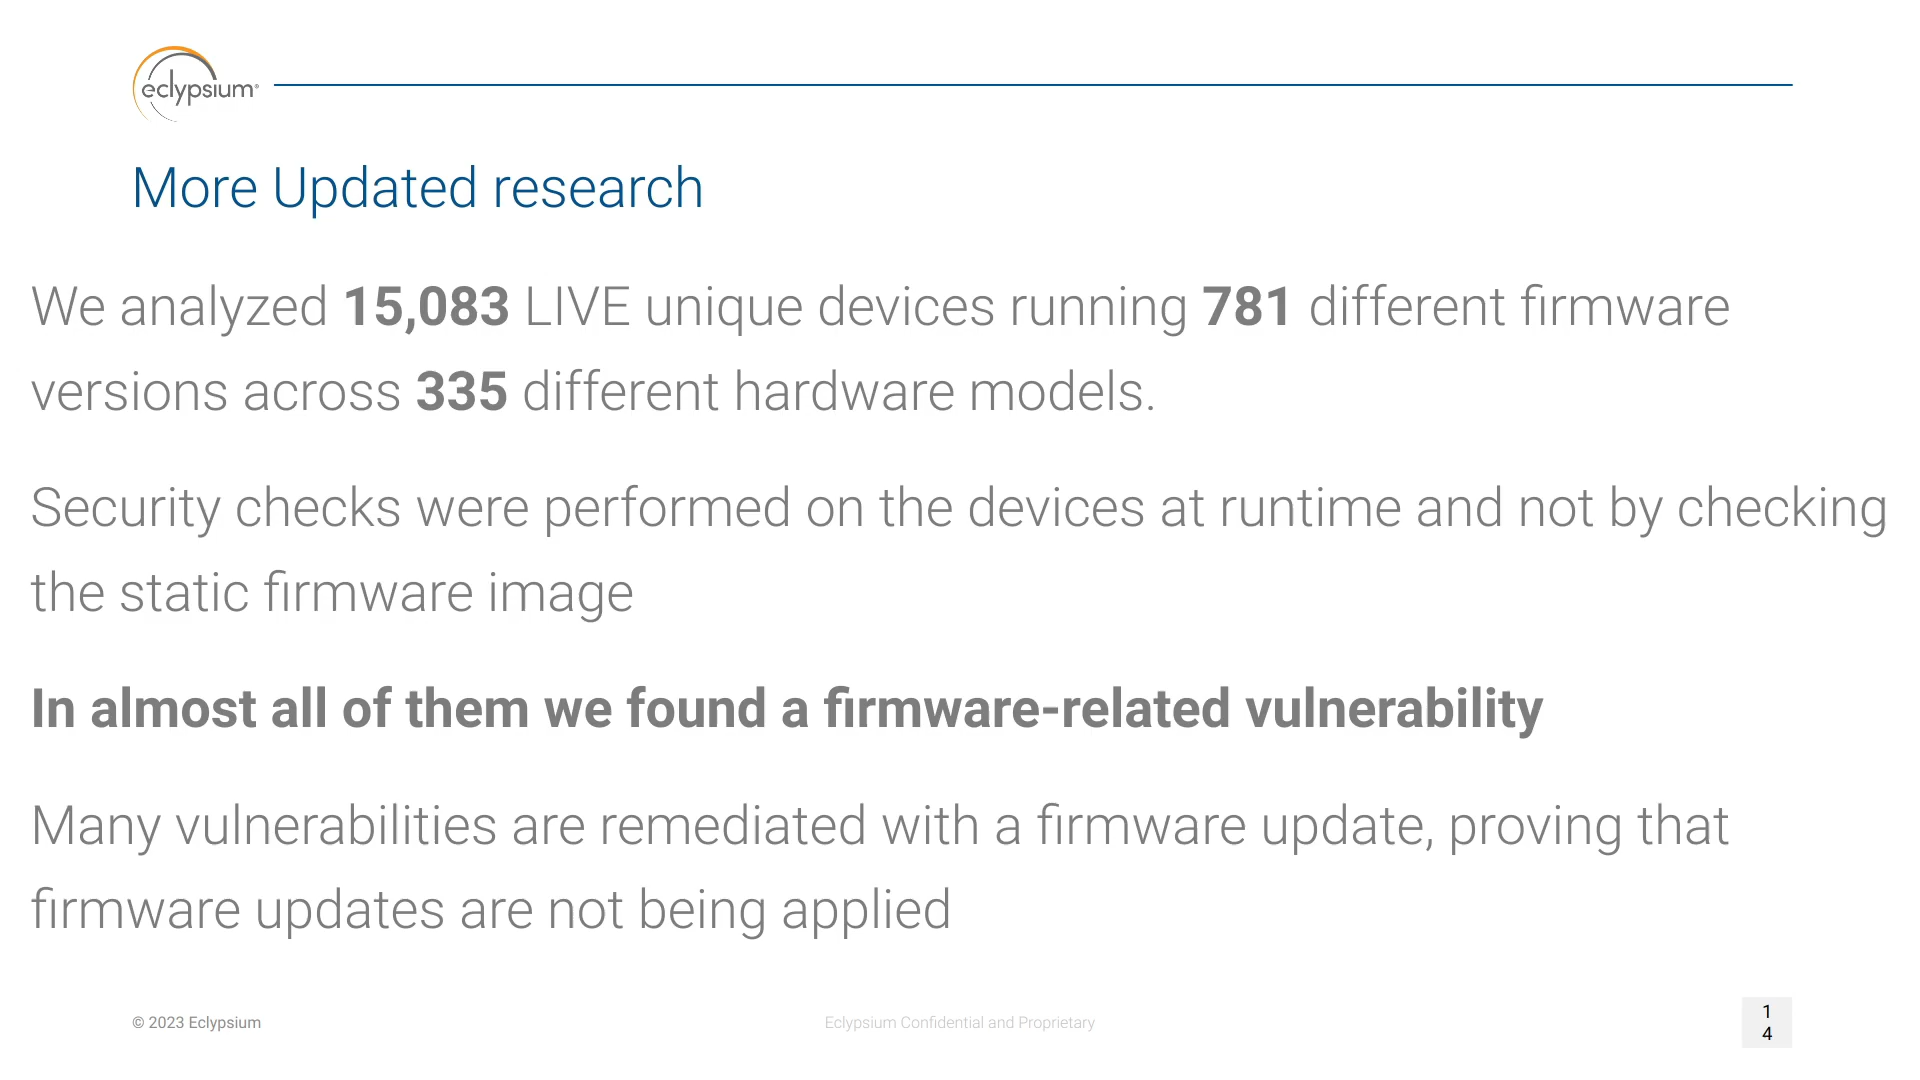 eclypsium®
More Updated research
We analyzed 15,083 LIVE unique devices running 781 different firmware
versions across 335 different hardware models.
Security checks were performed on the devices at runtime and not by checking
the static firmware image
In almost all of them we found a firmware-related vulnerability
Many vulnerabilities are remediated with a firmware update, proving that
firmware updates are not being applied
© 2023 Eclypsium
Eclypsium Confidential and Proprietary
1
4